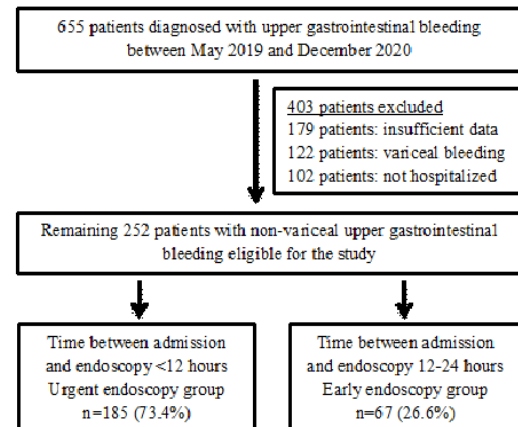 655 patients diagnosed with upper gastrointestinal bleeding
between May 2019 and December 2020
403 patients excluded
179 patients: insufficient data
122 patients: variceal bleeding
102 patients: not hospitalized
Remaining 252 patients with non-variceal upper gastrointestinal
bleeding eligible for the study
Time between admission
and endoscopy <12 hours
Urgent endoscopy group
n=185 (73.4%)
Time between admission
and endoscopy 12-24 hours
Early endoscopy group
n=67 (26.6%)